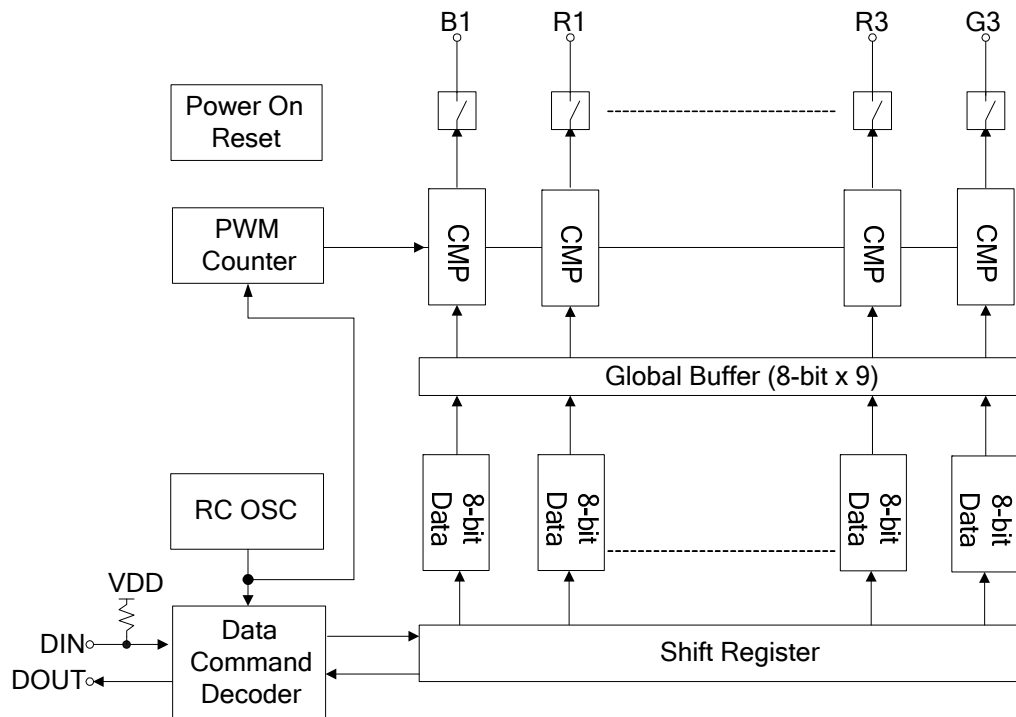 B1
R1
R3
G3
Power On
Reset
PWM
Counter
CMP
CMP
CMP
CMP
Global Buffer (8-bit x 9)
8-bit
Data
8-bit
Data
8-bit
Data
8-bit
Data
RC OSC
VDD
DIN
DOUT
Data
Command
Decoder
Shift Register